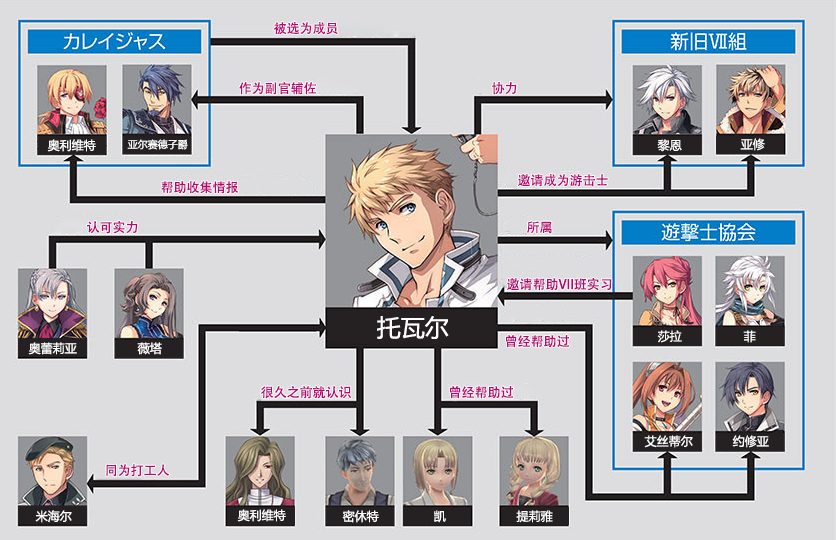 被选为成员
カレイジャス
新旧Ⅶ組
作为副官辅佐
协力
奥利维特
亚尔赛德子爵
黎恩
亚修
帮助收集情报
邀请成为游击士
认可实力
所属
遊撃士協会
邀请帮助VII班实习
莎拉
菲
托瓦尔
奥蕾莉亚
薇塔
曾经帮助过
很久之前就认识
曾经帮助过
艾丝蒂尔
约修亚
同为打工人
米海尔
奥利维特
密休特
凯
提莉雅